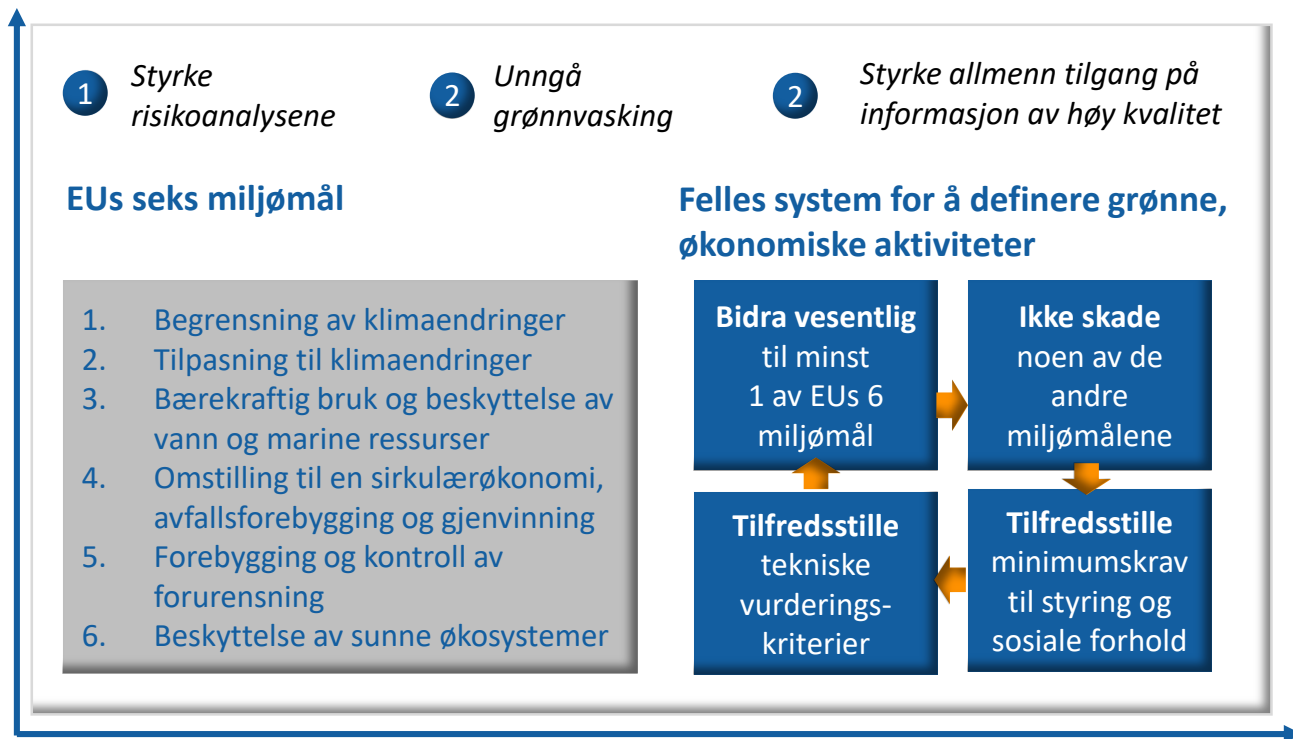 1
Styrke
risikoanalysene
2
Unngå
grønnvasking
2
Styrke allmenn tilgang på
informasjon av høy kvalitet
EUs seks miljømål
1. Begrensning av klimaendringer
2. Tilpasning til klimaendringer
3. Bærekraftig bruk og beskyttelse av
vann og marine ressurser
4. Omstilling til en sirkulærøkonomi,
avfallsforebygging og gjenvinning
5. Forebygging og kontroll av
forurensning
6. Beskyttelse av sunne økosystemer
Felles system for å definere grønne,
økonomiske aktiviteter
Bidra vesentlig
til minst
1 av EUs 6
miljømål
Ikke skade
noen av de
andre
miljømålene
Tilfredsstille
tekniske
vurderings-
kriterier
Tilfredsstille
minimumskrav
til styring og
sosiale forhold